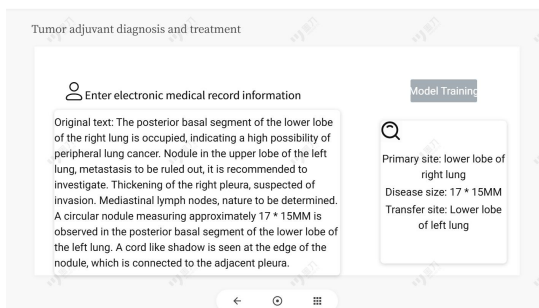 Tumor adjuvant diagnosis and treatment
Enter electronic medical record information
Model Training
Original text: The posterior basal segment of the lower lobe
of the right lung is occupied, indicating a high possibility of
peripheral lung cancer. Nodule in the upper lobe of the left
lung, metastasis to be ruled out, it is recommended to
investigate. Thickening of the right pleura, suspected of
invasion. Mediastinal lymph nodes, nature to be determined.
A circular nodule measuring approximately 17 * 15MM is
observed in the posterior basal segment of the lower lobe of
the left lung. A cord like shadow is seen at the edge of the
nodule, which is connected to the adjacent pleura.
Primary site: lower lobe of
right lung
Disease size: 17 * 15MM
Transfer site: Lower lobe
of left lung